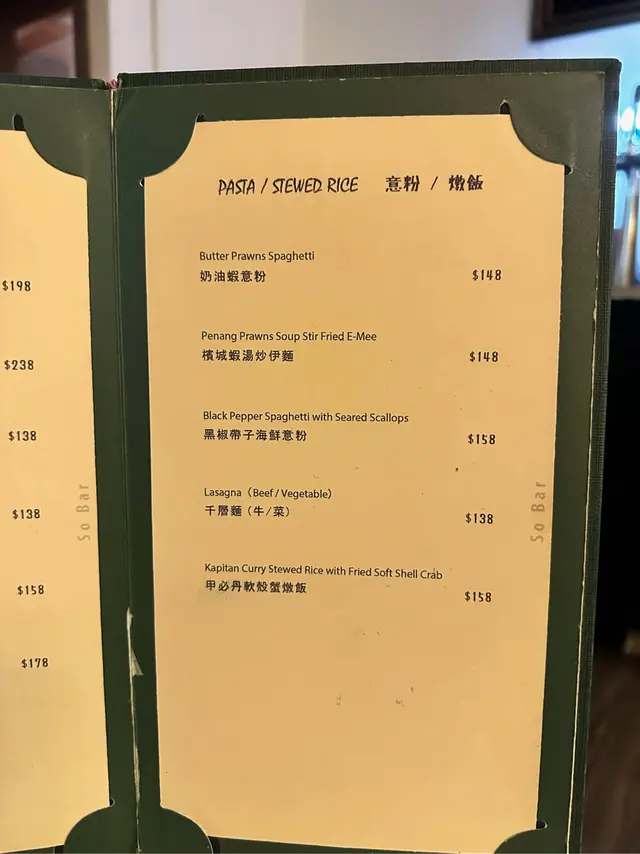 $198
$238
$138
$138
$158
$178
So Bar
PASTA / STEWED RICE 意粉 / 燉飯
Butter Prawns Spaghetti
奶油蝦意粉 $148
Penang Prawns Soup Stir Fried E-Mee
檳城蝦湯炒伊麵 $148
Black Pepper Spaghetti with Seared Scallops
黑椒帶子海鮮意粉 $158
Lasagna (Beef / Vegetable)
千層麵 (牛/菜) $138
Kapitan Curry Stewed Rice with Fried Soft Shell Crab
甲必丹軟殼蟹燉飯 $158
So Bar